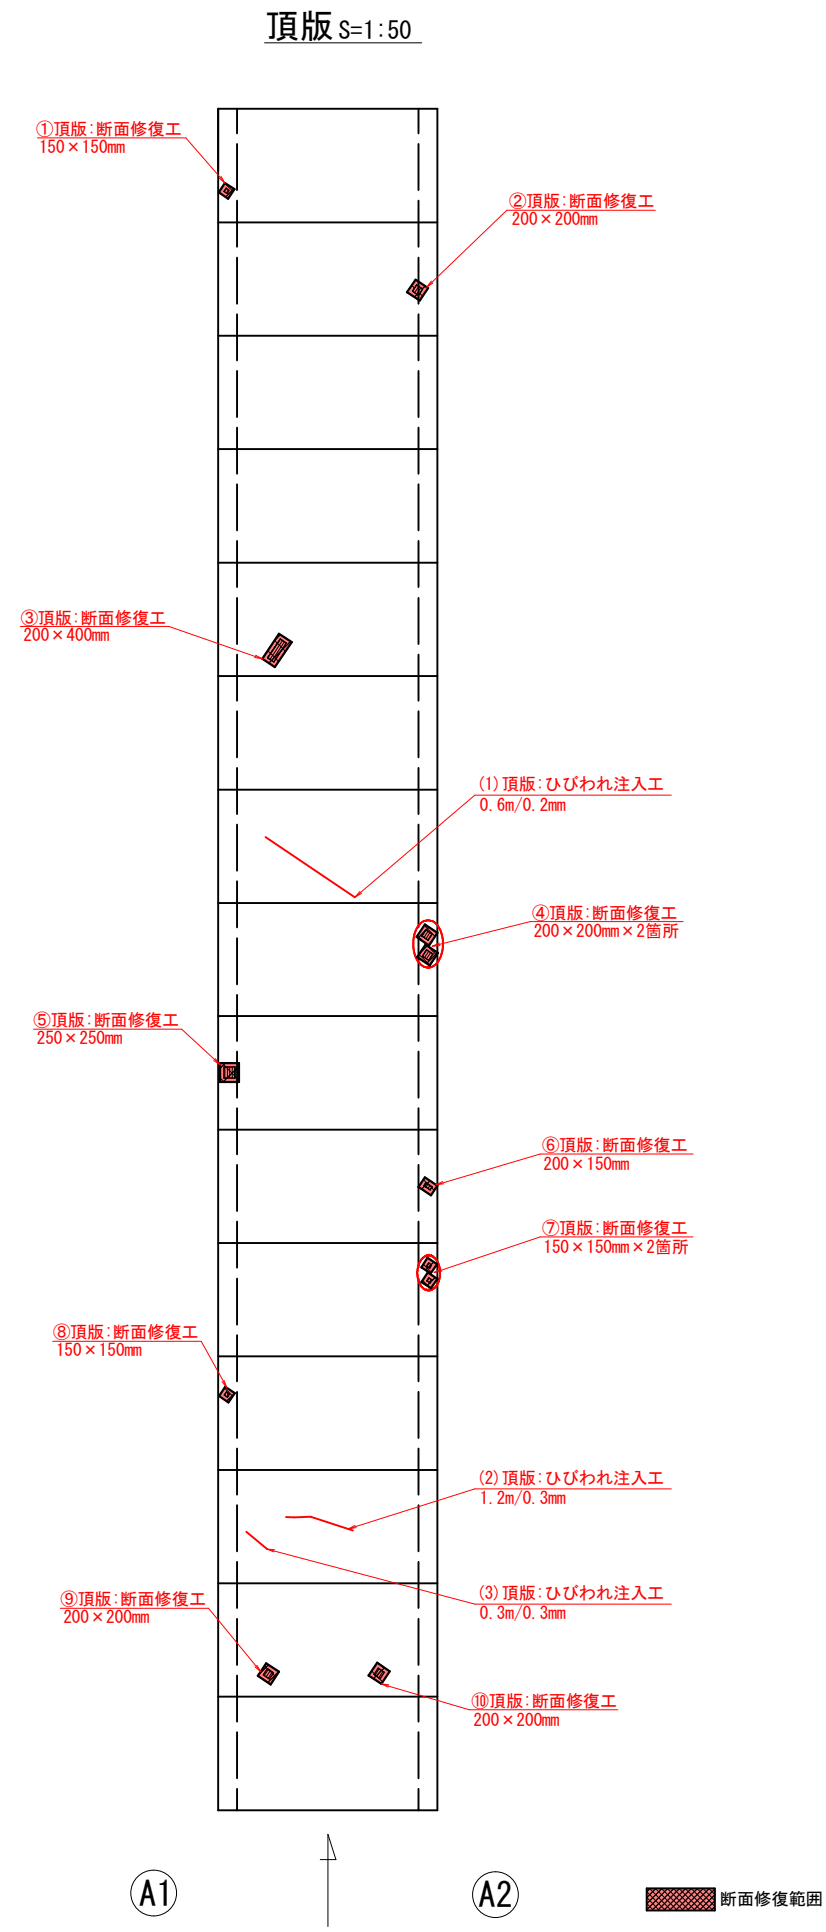 頂版 S=1:50
①頂版:断面修復工
150×150mm
②頂版:断面修復工
200×200mm
③頂版:断面修復工
200×400mm
(1)頂版:ひびわれ注入工
0.6m/0.2mm
④頂版:断面修復工
200×200mm×2箇所
⑤頂版:断面修復工
250×250mm
⑥頂版:断面修復工
200×150mm
⑦頂版:断面修復工
150×150mm×2箇所
⑧頂版:断面修復工
150×150mm
(2)頂版:ひびわれ注入工
1.2m/0.3mm
(3)頂版:ひびわれ注入工
0.3m/0.3mm
⑨頂版:断面修復工
200×200mm
⑩頂版:断面修復工
200×200mm
A1
A2
断面修復範囲